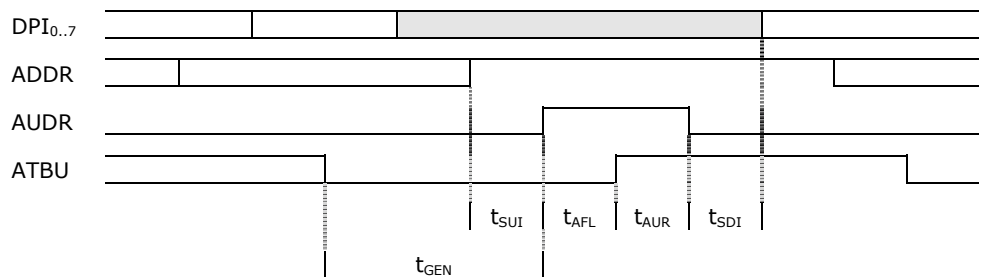 DPI₀..₇
ADDR
AUDR
ATBU
tSUI tAFL tAUR tSDI
tGEN